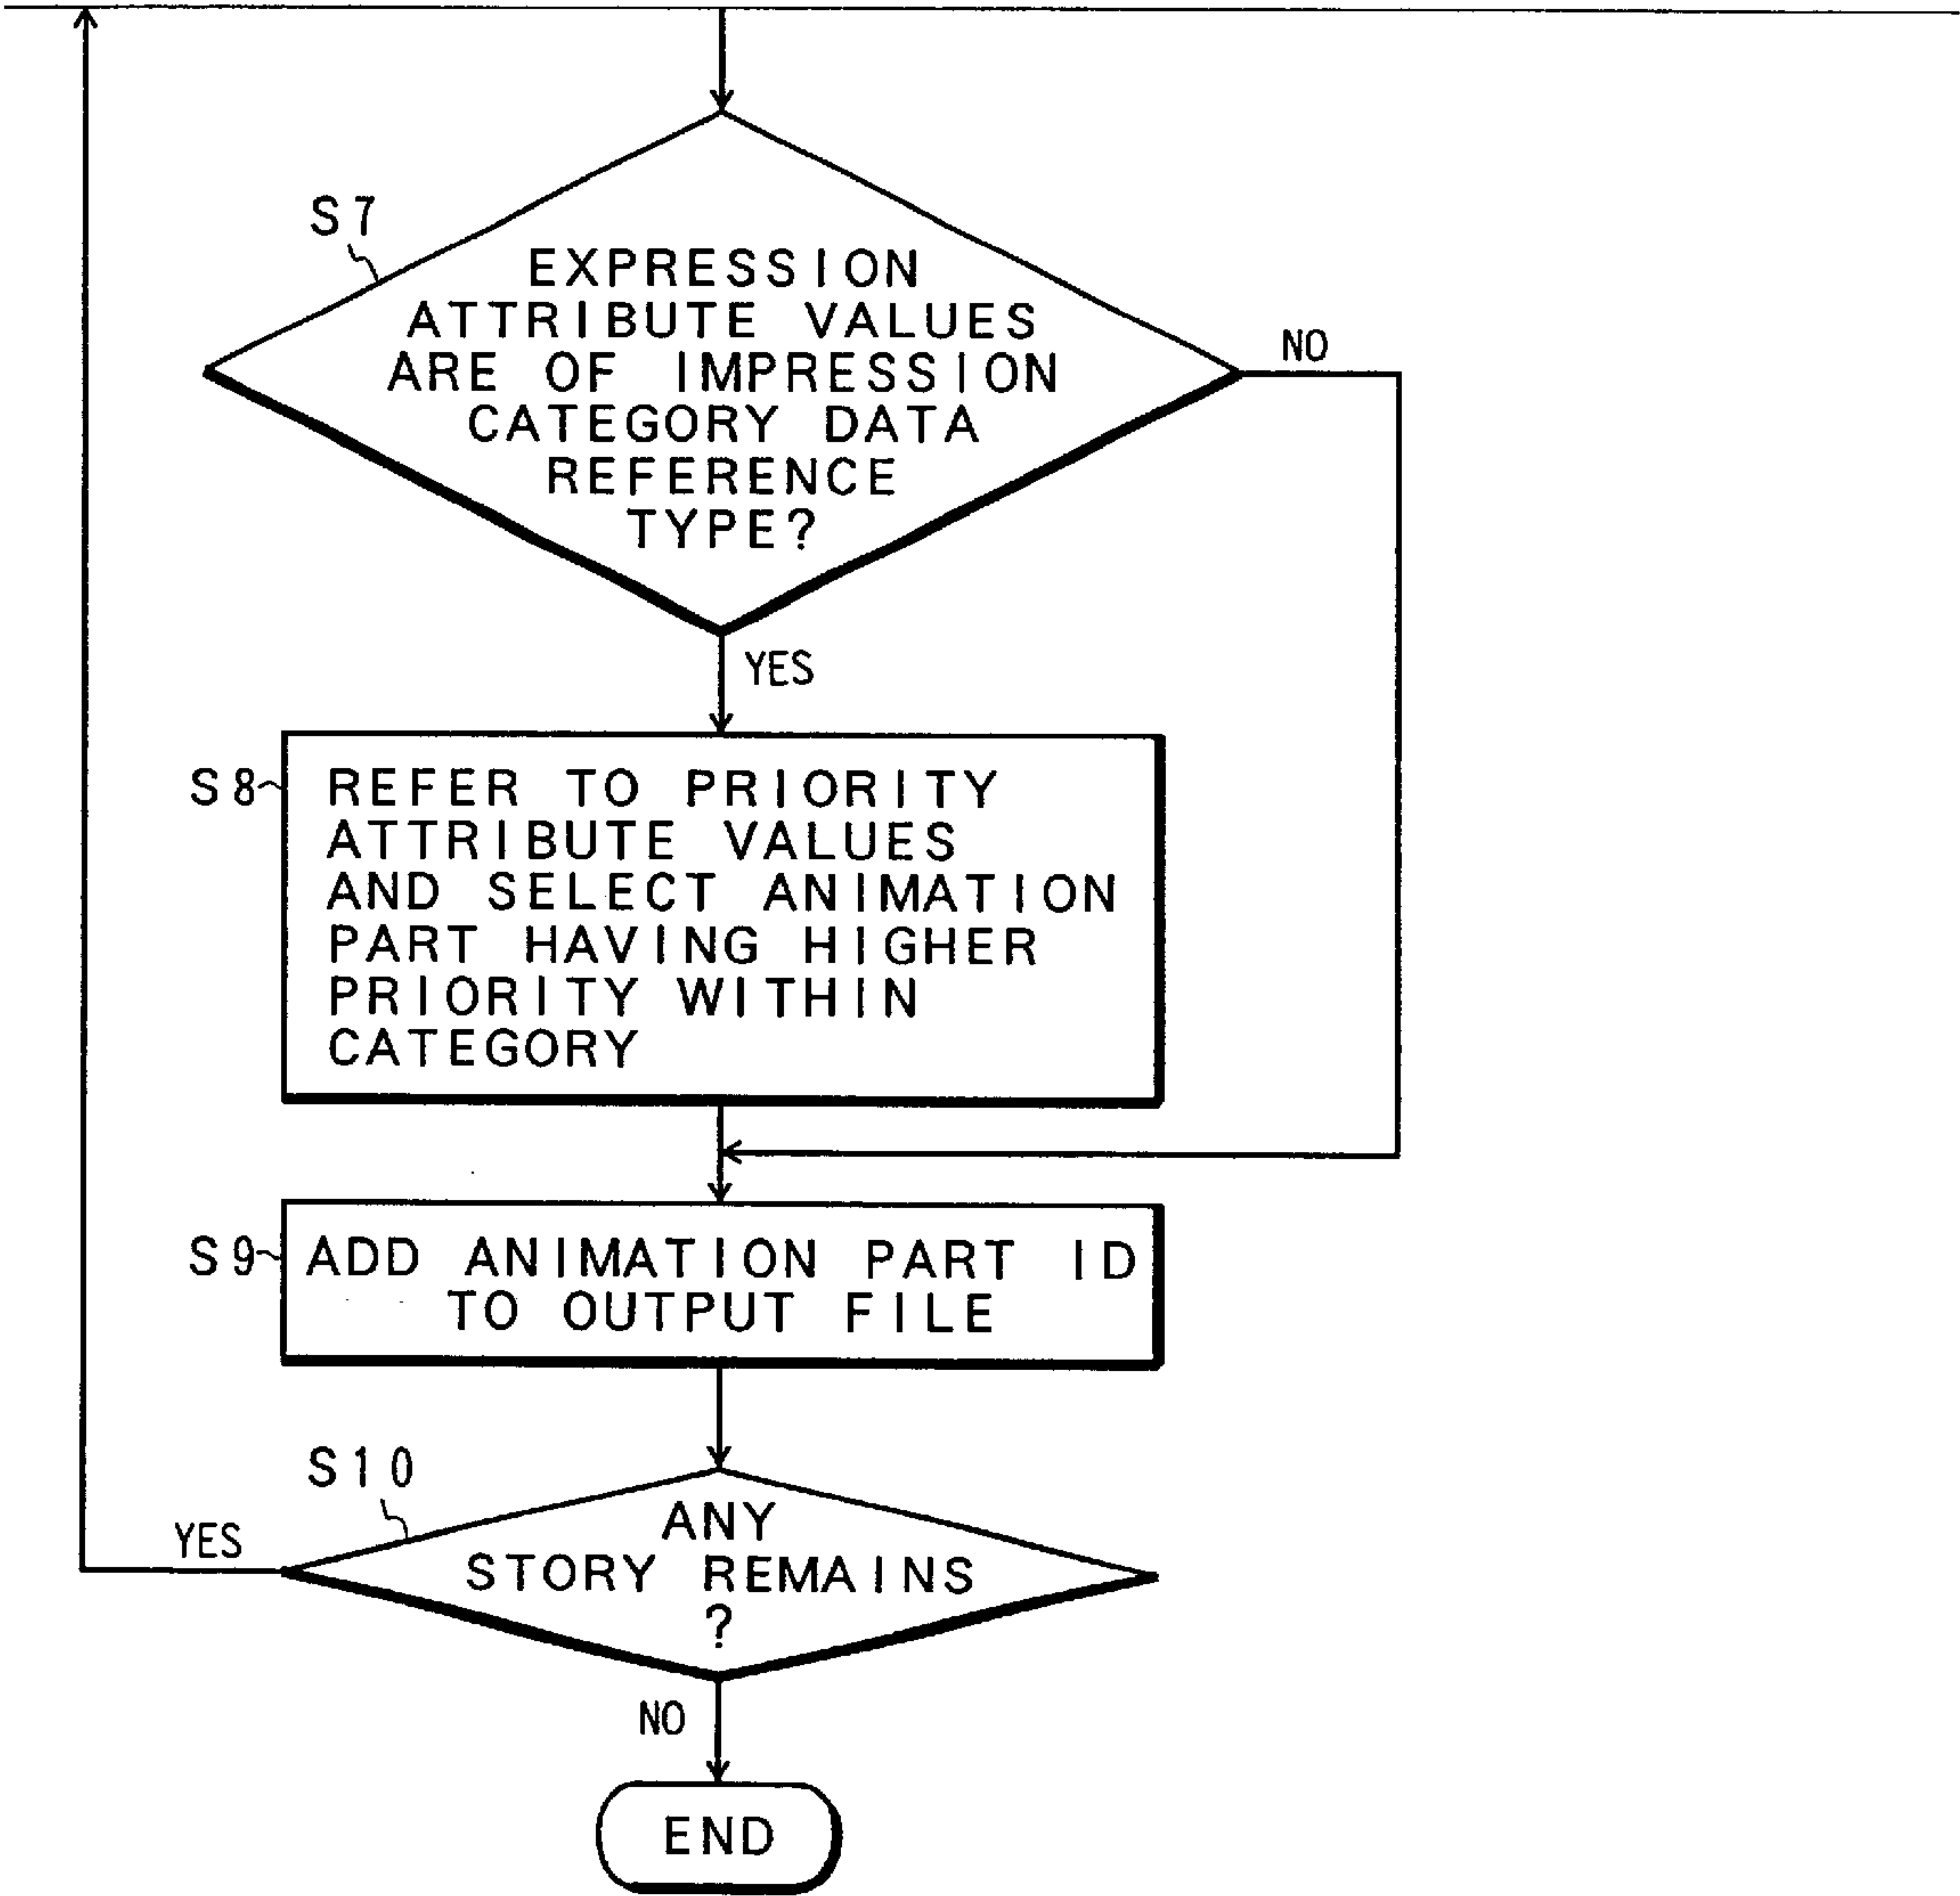 S7
EXPRESSION
ATTRIBUTE VALUES
ARE OF IMPRESSION
CATEGORY DATA
REFERENCE
TYPE?
NO
YES
S8
REFER TO PRIORITY
ATTRIBUTE VALUES
AND SELECT ANIMATION
PART HAVING HIGHER
PRIORITY WITHIN
CATEGORY
S9
ADD ANIMATION PART ID
TO OUTPUT FILE
S10
ANY
STORY REMAINS
?
YES
NO
END